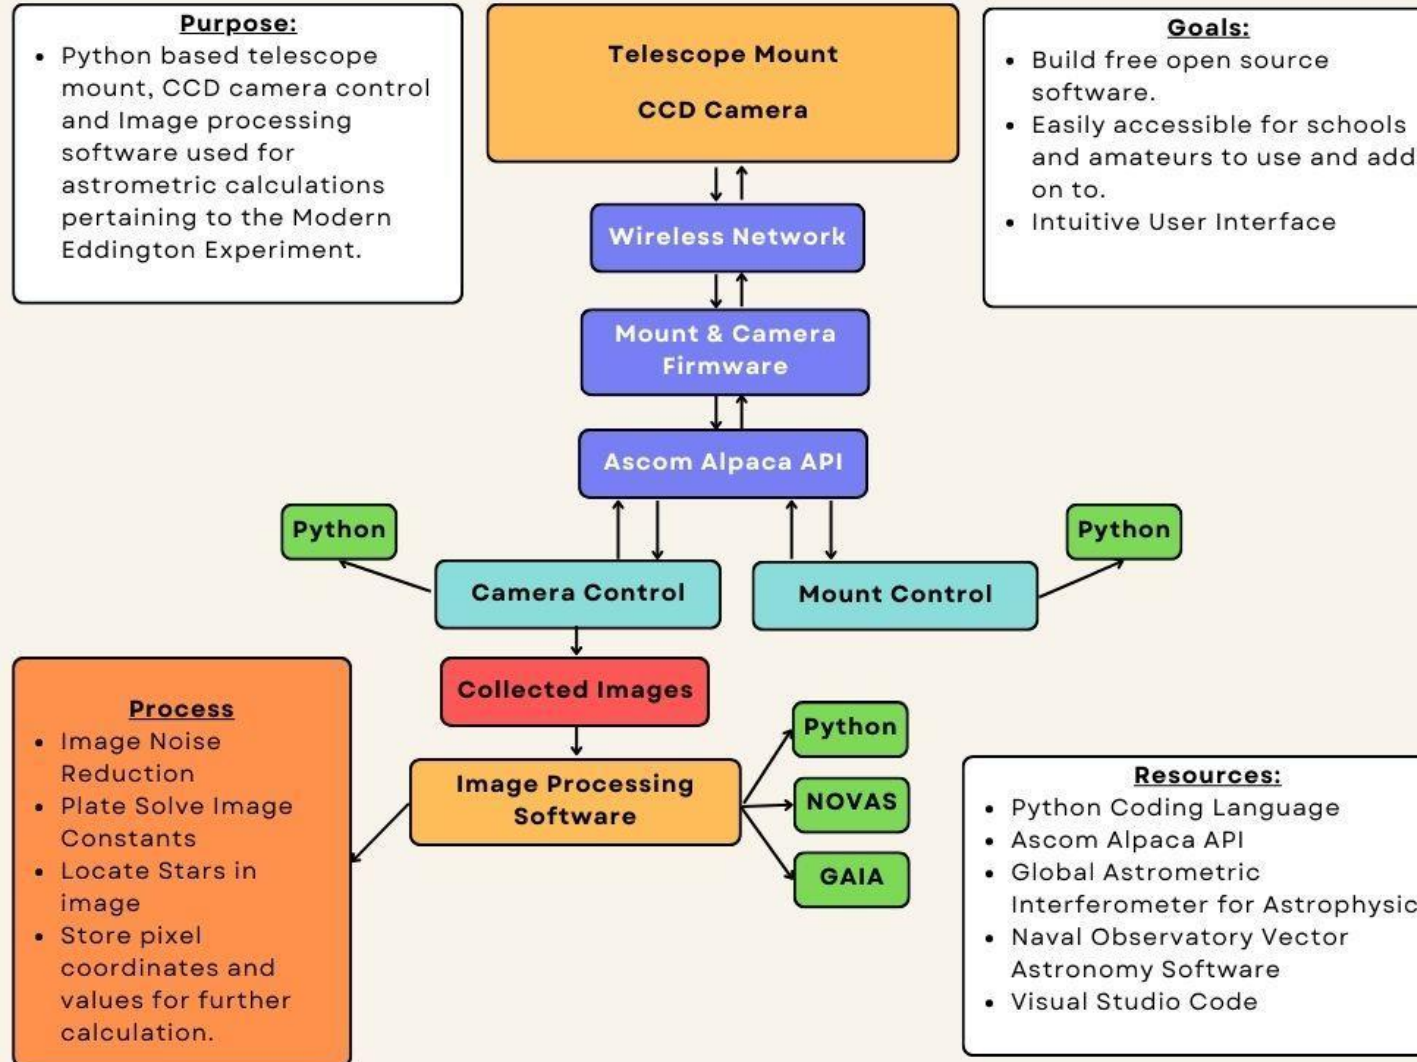 Purpose:
• Python based telescope
mount, CCD camera control
and Image processing
software used for
astrometric calculations
pertaining to the Modern
Eddington Experiment.
Telescope Mount
CCD Camera
Goals:
• Build free open source
software.
• Easily accessible for schools
and amateurs to use and add
on to.
• Intuitive User Interface
Wireless Network
Mount & Camera
Firmware
Ascom Alpaca API
Python
Python
Camera Control
Mount Control
Collected Images
Process
• Image Noise
Reduction
• Plate Solve Image
Constants
• Locate Stars in
image
• Store pixel
coordinates and
values for further
calculation.
Image Processing
Software
Python
NOVAS
GAIA
Resources:
• Python Coding Language
• Ascom Alpaca API
• Global Astrometric
Interferometer for Astrophysic
• Naval Observatory Vector
Astronomy Software
• Visual Studio Code